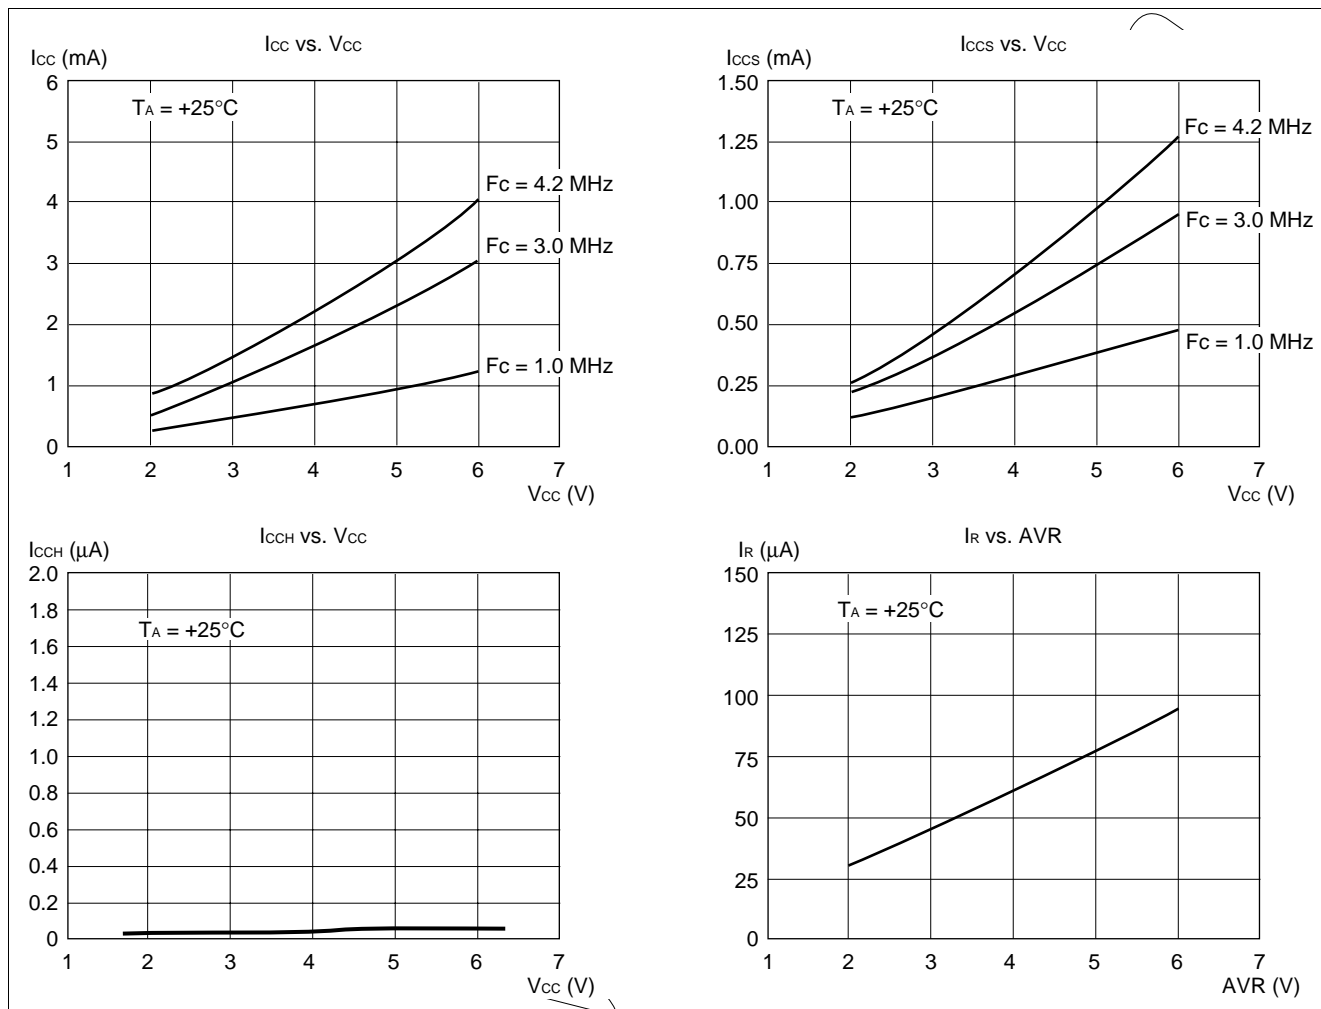 Icc vs. Vcc
Icc (mA)
6
5
4
3
2
1
0
TA = +25°C
Fc = 4.2 MHz
Fc = 3.0 MHz
Fc = 1.0 MHz
1 2 3 4 5 6 7
Vcc (V)
Iccs vs. Vcc
Iccs (mA)
1.50
1.25
1.00
0.75
0.50
0.25
0.00
TA = +25°C
Fc = 4.2 MHz
Fc = 3.0 MHz
Fc = 1.0 MHz
1 2 3 4 5 6 7
Vcc (V)
IccH vs. Vcc
IccH (μA)
2.0
1.8
1.6
1.4
1.2
1.0
0.8
0.6
0.4
0.2
0
TA = +25°C
1 2 3 4 5 6 7
Vcc (V)
IR vs. AVR
IR (μA)
150
125
100
75
50
25
0
TA = +25°C
1 2 3 4 5 6 7
AVR (V)